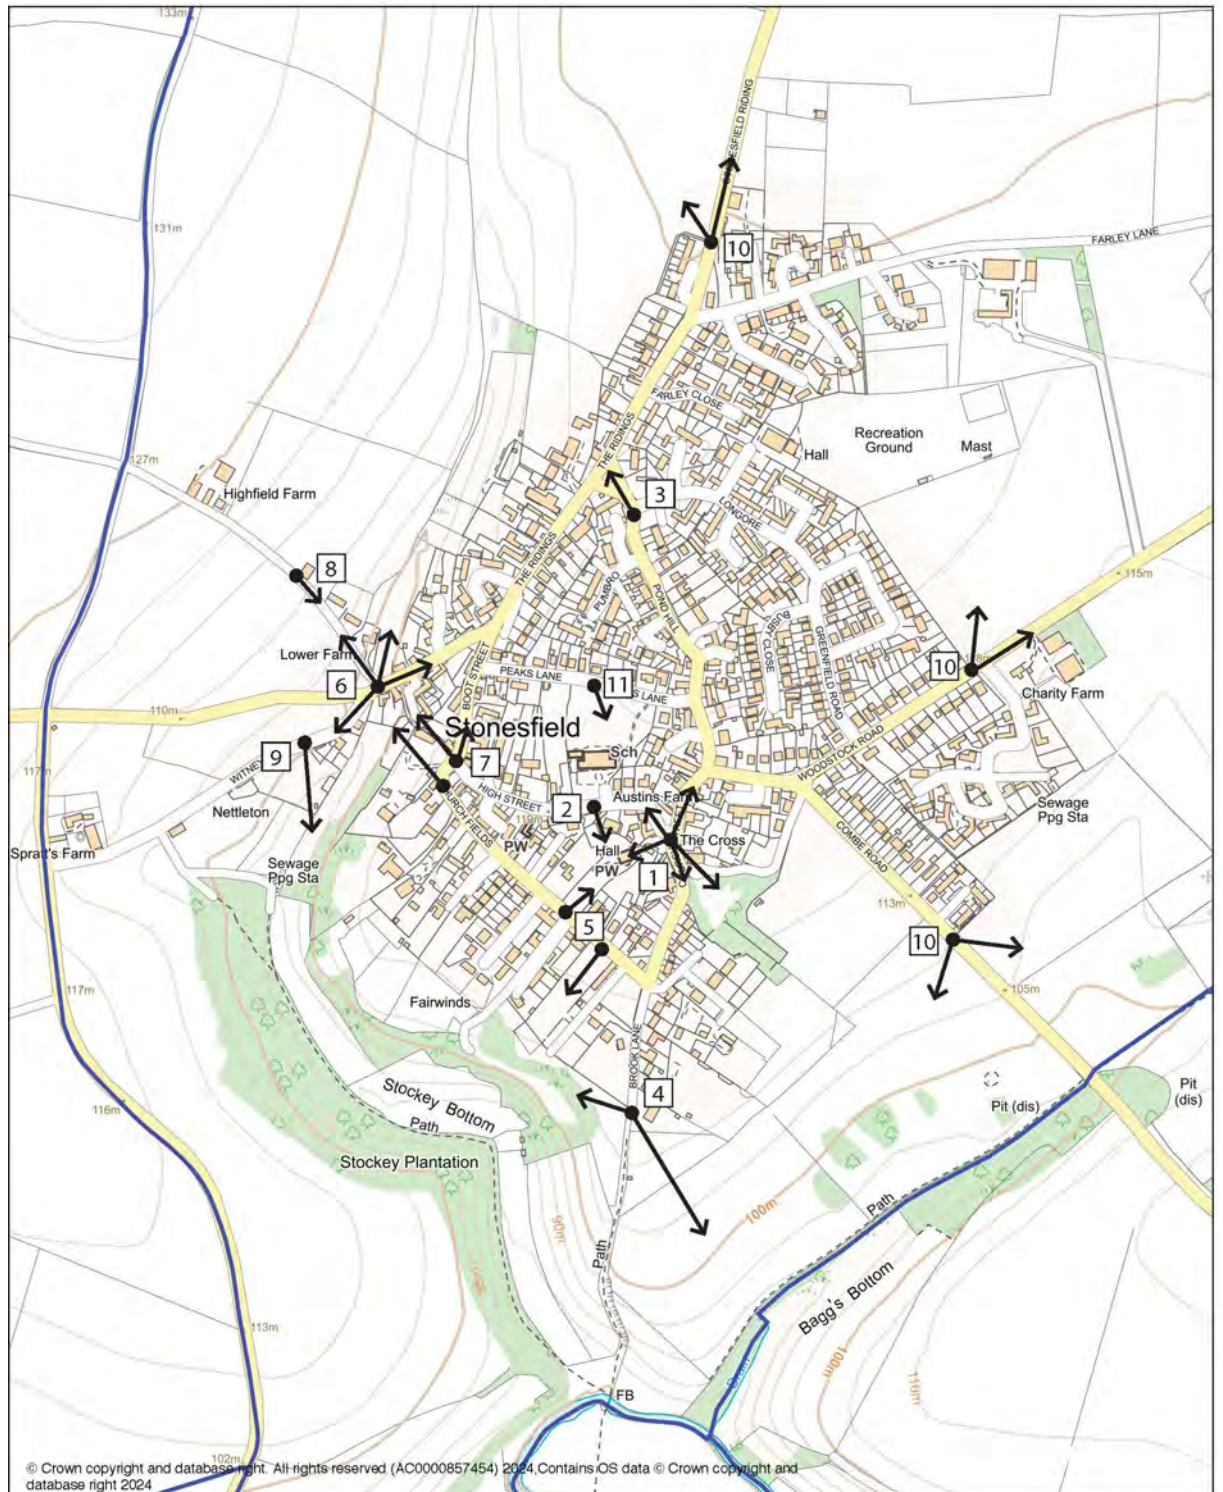 133m
STONESFIELD RIDING
131m
10
FARLEY LANE
FARLEY CLOSE
THE RIDINGS
Hall
Recreation
Ground
Mast
127m
Highfield Farm
3
LONGORE
THE RIDINGS
8
115m
POND HILL
BUSBY CLOSE
GREENFIELD ROAD
Lower Farm
6
BOOT STREET
PEAKS LANE
11
10
Charity Farm
110m
Stonesfield
9
7
Sch
WOODSTOCK ROAD
117m
HIGH STREET
2
Austins Farm
Sewage
Ppg Sta
Nettleton
119m
PW
Hall
PW
The Cross
COMBE ROAD
Spratt's Farm
Sewage
Ppg Sta
1
113m
5
10
117m
Fairwinds
105m
BROOK LANE
4
Stockey Bottom
Path
Pit (dis)
Pit
(dis)
116m
Stockey Plantation
100m
Path
90m
Path
Bagg's Bottom
113m
100m
110m
Drain
FB
102m
© Crown copyright and database right. All rights reserved (AC0000857454) 2024,Contains OS data © Crown copyright and
database right 2024